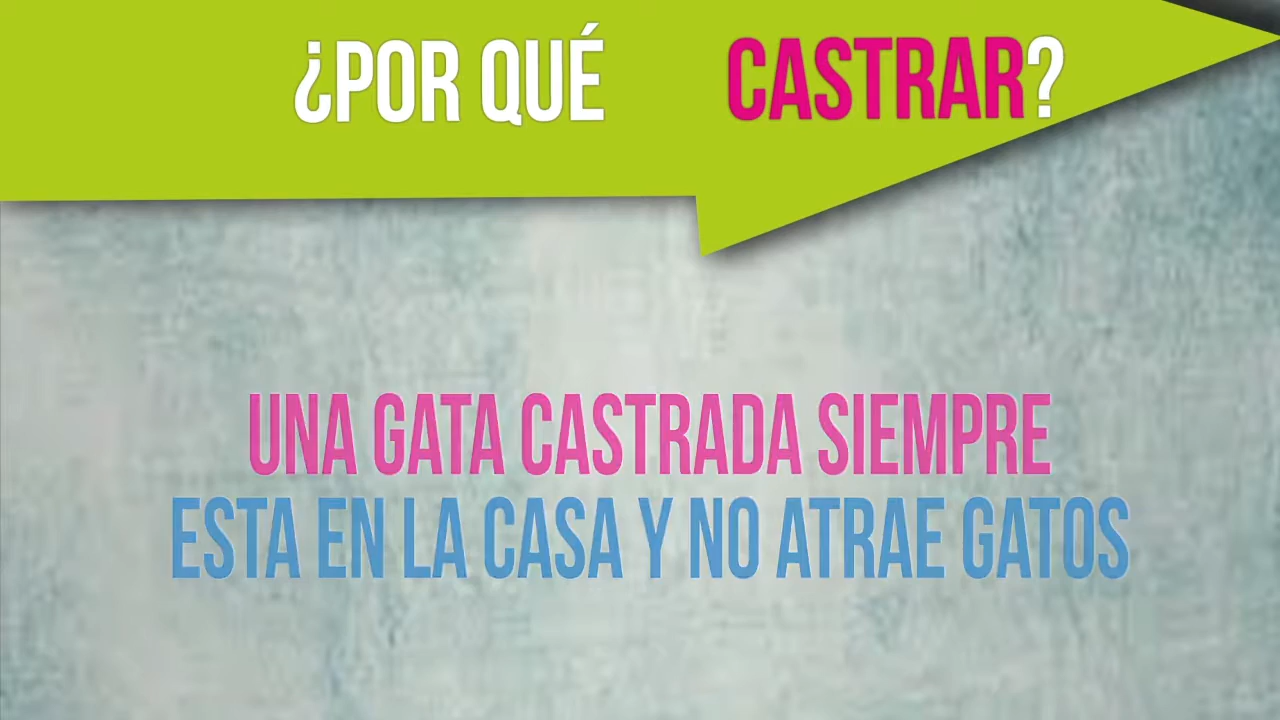 ¿POR QUÉ CASTRAR?
UNA GATA CASTRADA SIEMPRE
ESTA EN LA CASA Y NO ATRAE GATOS